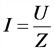 I = U/Z